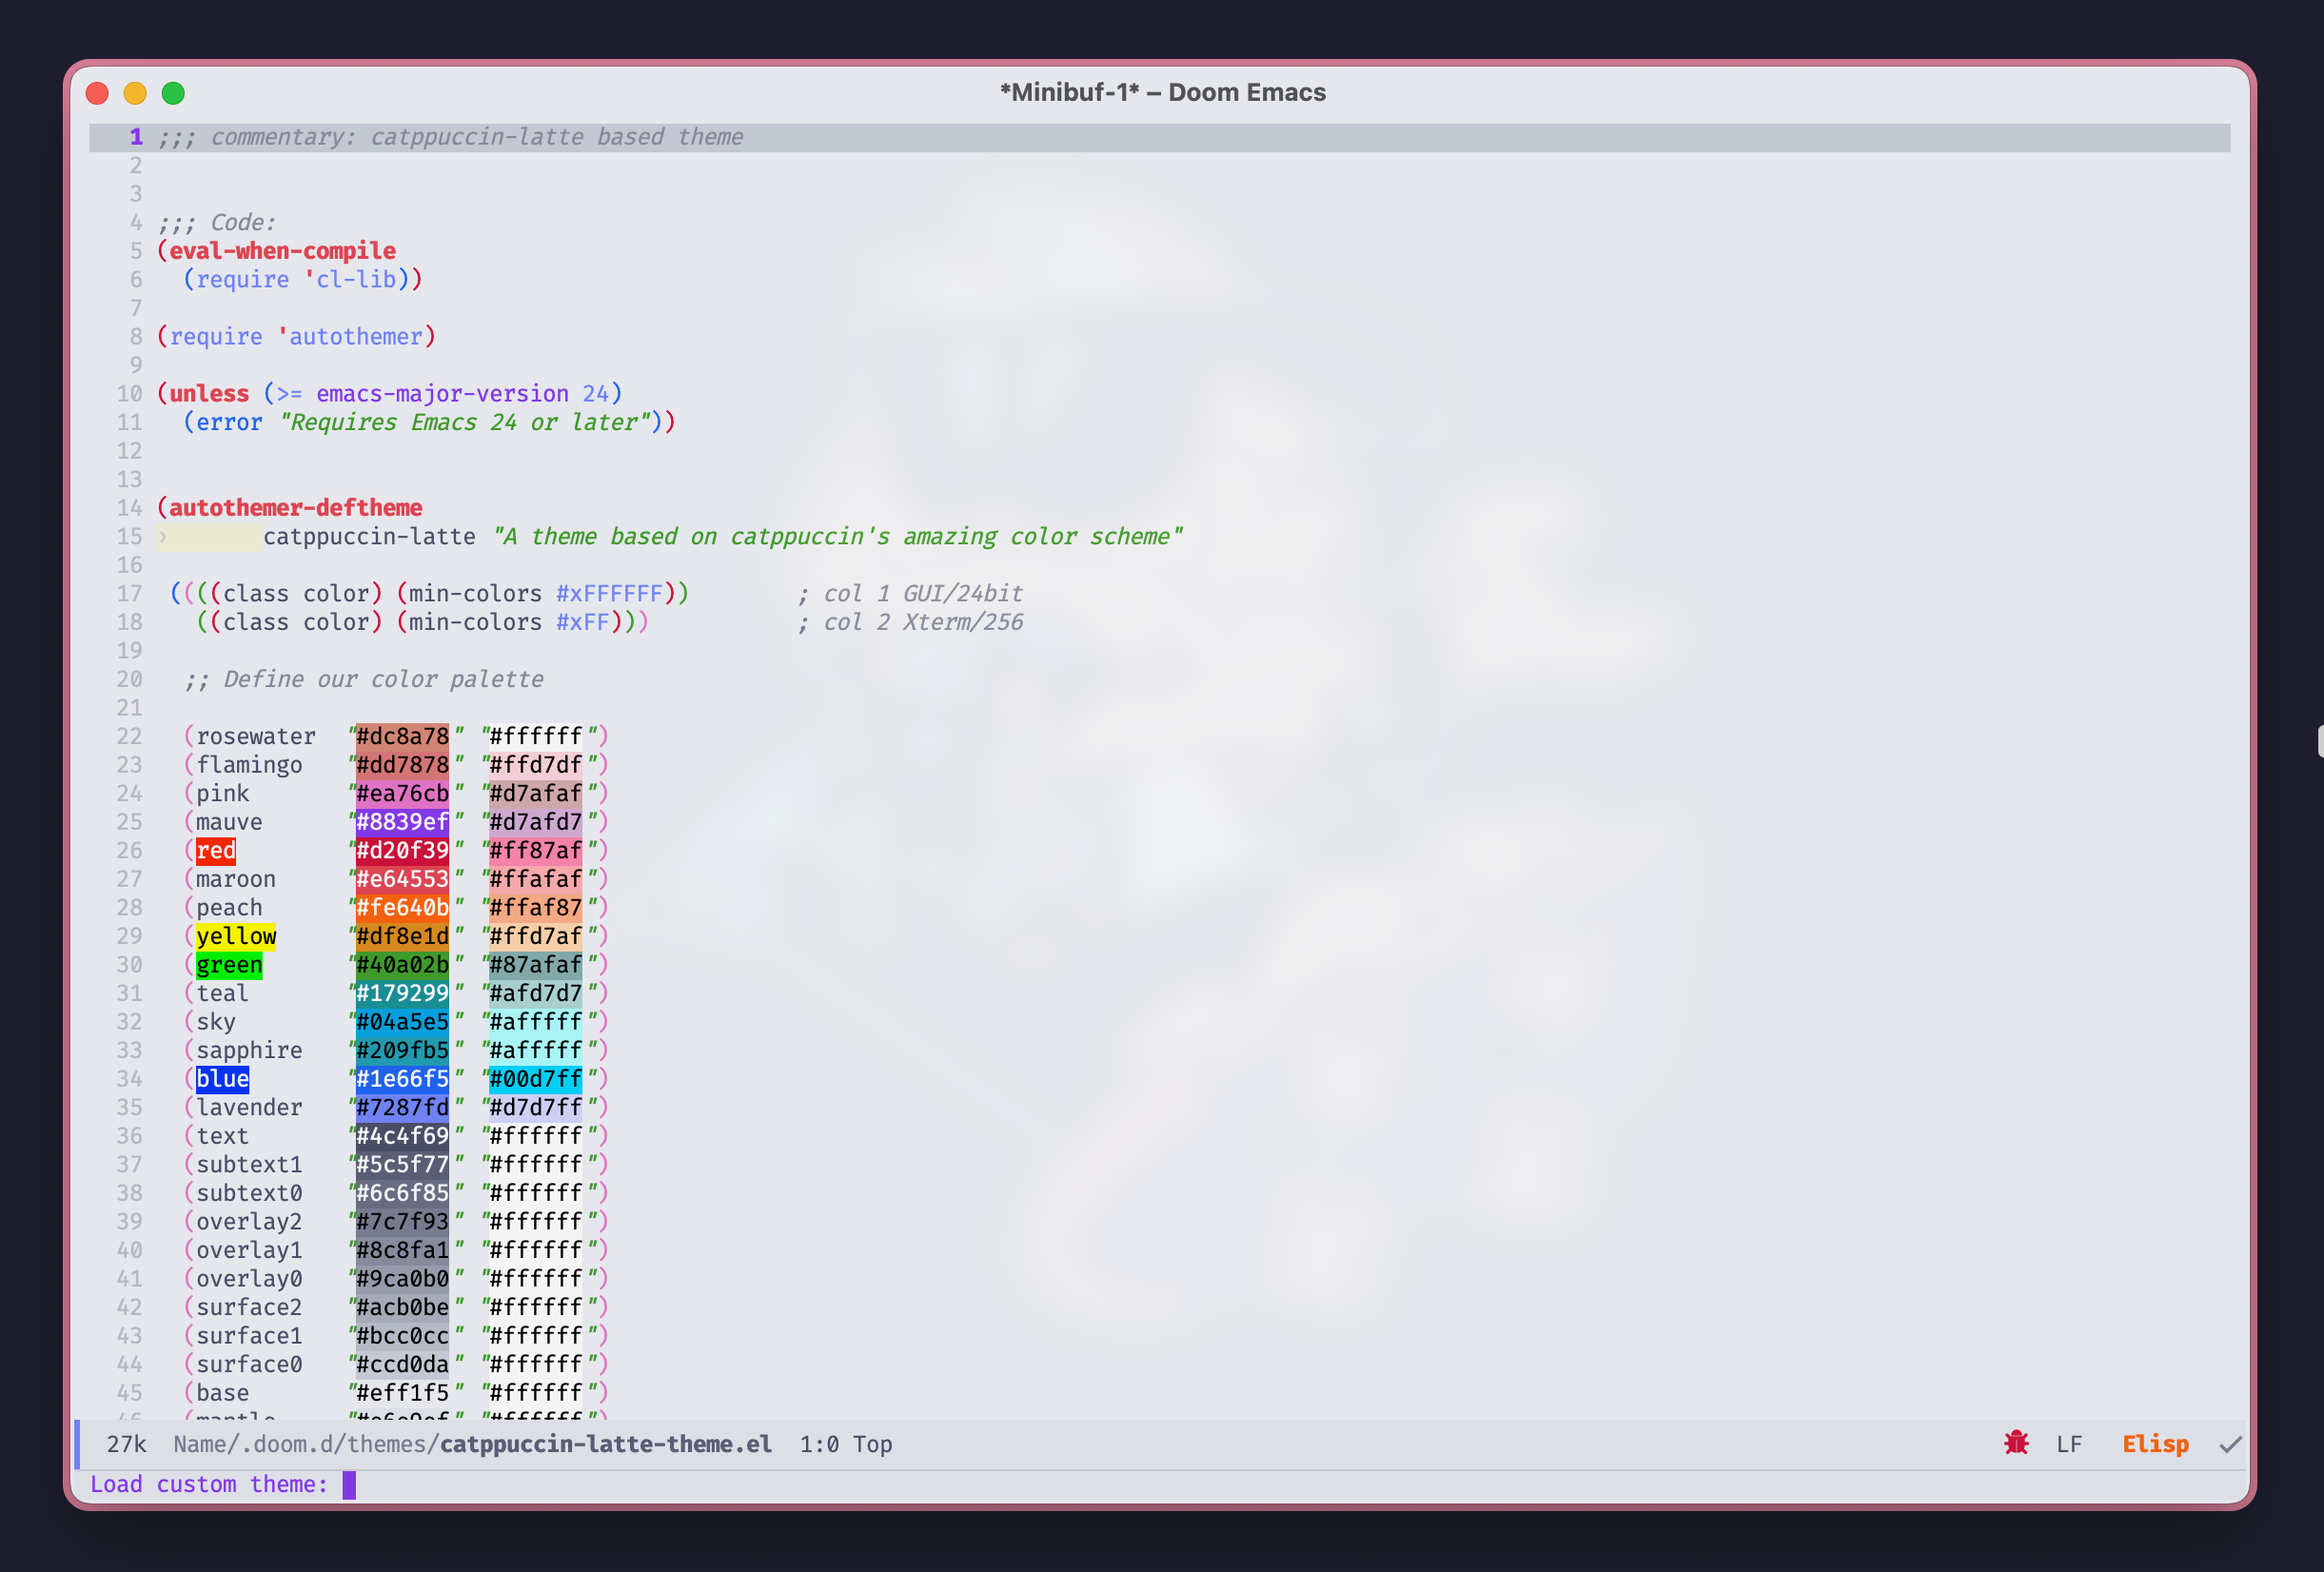 *Minibuf-1* – Doom Emacs
1 ;;; commentary: catppuccin-latte based theme
2
3
4 ;;; Code:
5 (eval-when-compile
6   (require 'cl-lib))
7
8 (require 'autothemer)
9
10 (unless (>= emacs-major-version 24)
11   (error "Requires Emacs 24 or later"))
12
13
14 (autothemer-deftheme
15 › catppuccin-latte "A theme based on catppuccin's amazing color scheme"
16
17  ((((class color) (min-colors #xFFFFFF))        ; col 1 GUI/24bit
18    ((class color) (min-colors #xFF)))           ; col 2 Xterm/256
19
20   ;; Define our color palette
21
22   (rosewater  "#dc8a78" "#ffffff")
23   (flamingo   "#dd7878" "#ffd7df")
24   (pink       "#ea76cb" "#d7afaf")
25   (mauve      "#8839ef" "#d7afd7")
26   (red        "#d20f39" "#ff87af")
27   (maroon     "#e64553" "#ffafaf")
28   (peach      "#fe640b" "#ffaf87")
29   (yellow     "#df8e1d" "#ffd7af")
30   (green      "#40a02b" "#87afaf")
31   (teal       "#179299" "#afd7d7")
32   (sky        "#04a5e5" "#afffff")
33   (sapphire   "#209fb5" "#afffff")
34   (blue       "#1e66f5" "#00d7ff")
35   (lavender   "#7287fd" "#d7d7ff")
36   (text       "#4c4f69" "#ffffff")
37   (subtext1   "#5c5f77" "#ffffff")
38   (subtext0   "#6c6f85" "#ffffff")
39   (overlay2   "#7c7f93" "#ffffff")
40   (overlay1   "#8c8fa1" "#ffffff")
41   (overlay0   "#9ca0b0" "#ffffff")
42   (surface2   "#acb0be" "#ffffff")
43   (surface1   "#bcc0cc" "#ffffff")
44   (surface0   "#ccd0da" "#ffffff")
45   (base       "#eff1f5" "#ffffff")
27k Name/.doom.d/themes/catppuccin-latte-theme.el 1:0 Top LF Elisp
Load custom theme: